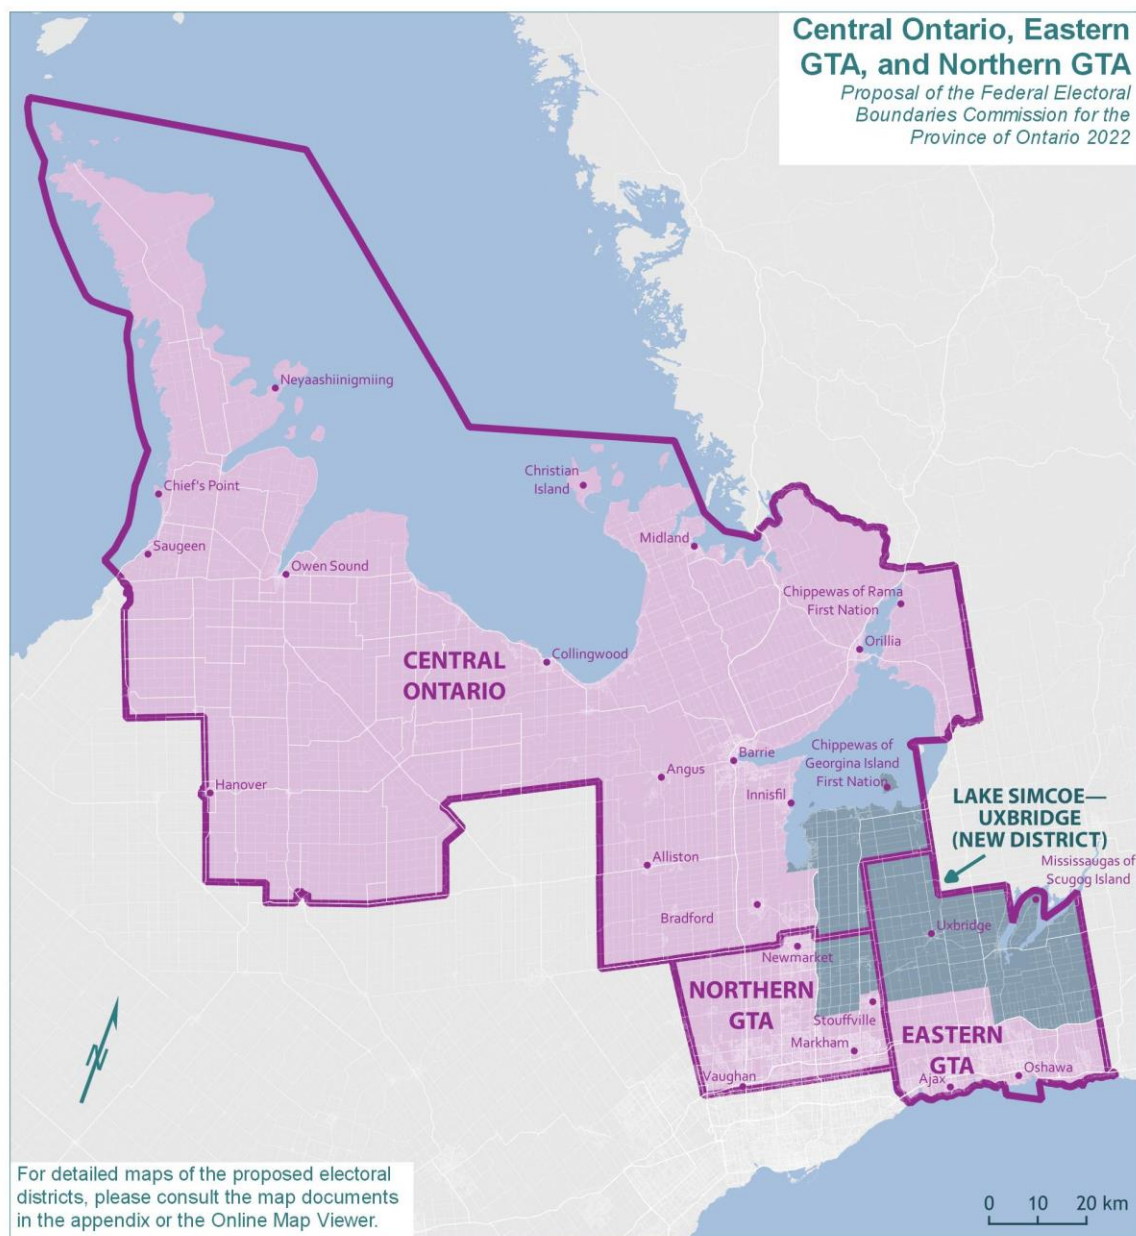 Central Ontario, Eastern
GTA, and Northern GTA
Proposal of the Federal Electoral
Boundaries Commission for the
Province of Ontario 2022
Neyaashiinigmiing
Christian
Island
Chief's Point
Saugeen
Midland
Owen Sound
Chippewas of Rama
First Nation
Orillia
Collingwood
CENTRAL
ONTARIO
Barrie
Chippewas of
Georgina Island
First Nation
Angus
Innisfil
Hanover
LAKE SIMCOE—
UXBRIDGE
(NEW DISTRICT)
Mississaugas of
Scugog Island
Alliston
Bradford
Uxbridge
Newmarket
NORTHERN
GTA
Stouffville
Markham
EASTERN
GTA
Vaughan
Ajax
Oshawa
N
For detailed maps of the proposed electoral
districts, please consult the map documents
in the appendix or the Online Map Viewer.
0 10 20 km